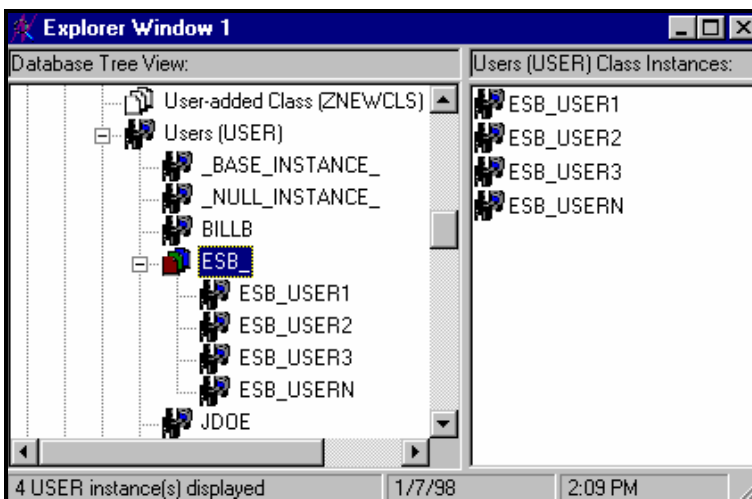 Explorer Window 1
Database Tree View:
User-added Class (ZNEWCLS)
Users (USER)
_BASE_INSTANCE_
_NULL_INSTANCE_
BILLB
ESB_
ESB_USER1
ESB_USER2
ESB_USER3
ESB_USERN
JDOE
Users (USER) Class Instances:
ESB_USER1
ESB_USER2
ESB_USER3
ESB_USERN
4 USER instance(s) displayed
1/7/98
2:09 PM